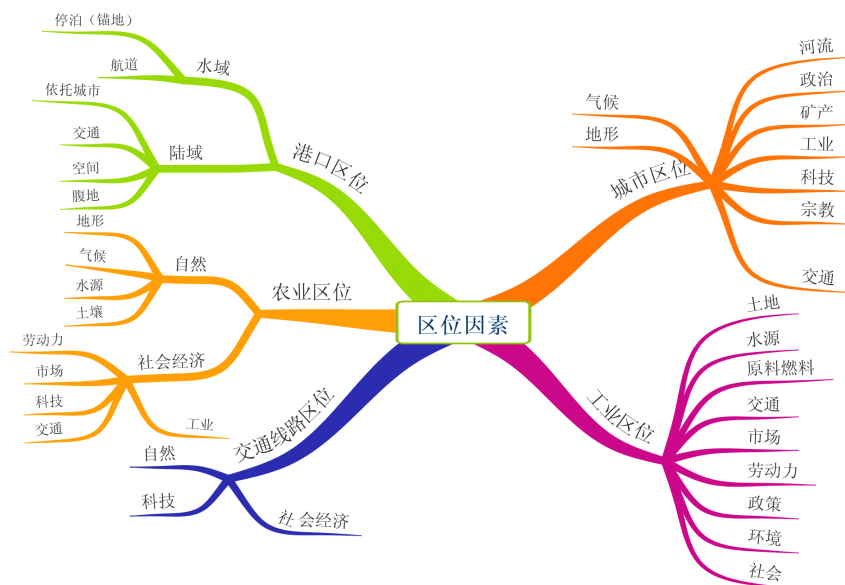 区位因素
港口区位
水域
停泊（锚地）
航道
陆域
依托城市
交通
空间
腹地
农业区位
自然
地形
气候
水源
土壤
社会经济
劳动力
市场
科技
交通
工业
交通线路区位
自然
科技
社会经济
城市区位
气候
地形
河流
政治
矿产
工业
科技
宗教
交通
工业区位
土地
水源
原料燃料
交通
市场
劳动力
政策
环境
社会